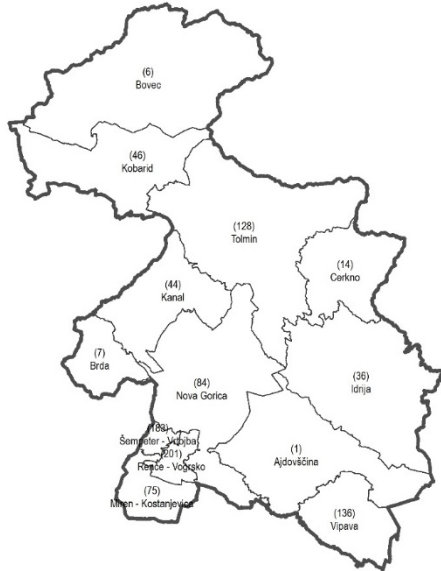 (6)
Bovec
(46)
Kobarid
(128)
Tolmin
(14)
Cerkno
(44)
Kanal
(7)
Brda
(36)
Idrija
(84)
Nova Gorica
(183)
Šempeter - Vrtojba
(201)
Renče - Vogrsko
(1)
Ajdovščina
(75)
Miren - Kostanjevica
(136)
Vipava